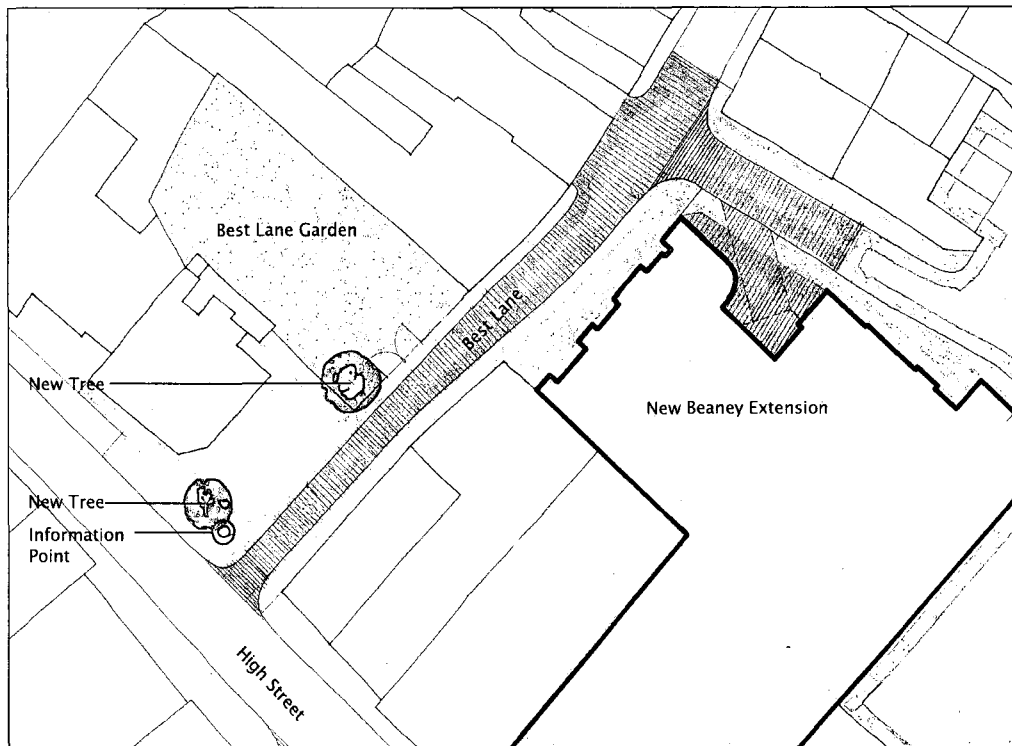 Best Lane Garden
Best Lane
New Tree
New Beaney Extension
New Tree
Information
Point
High Street